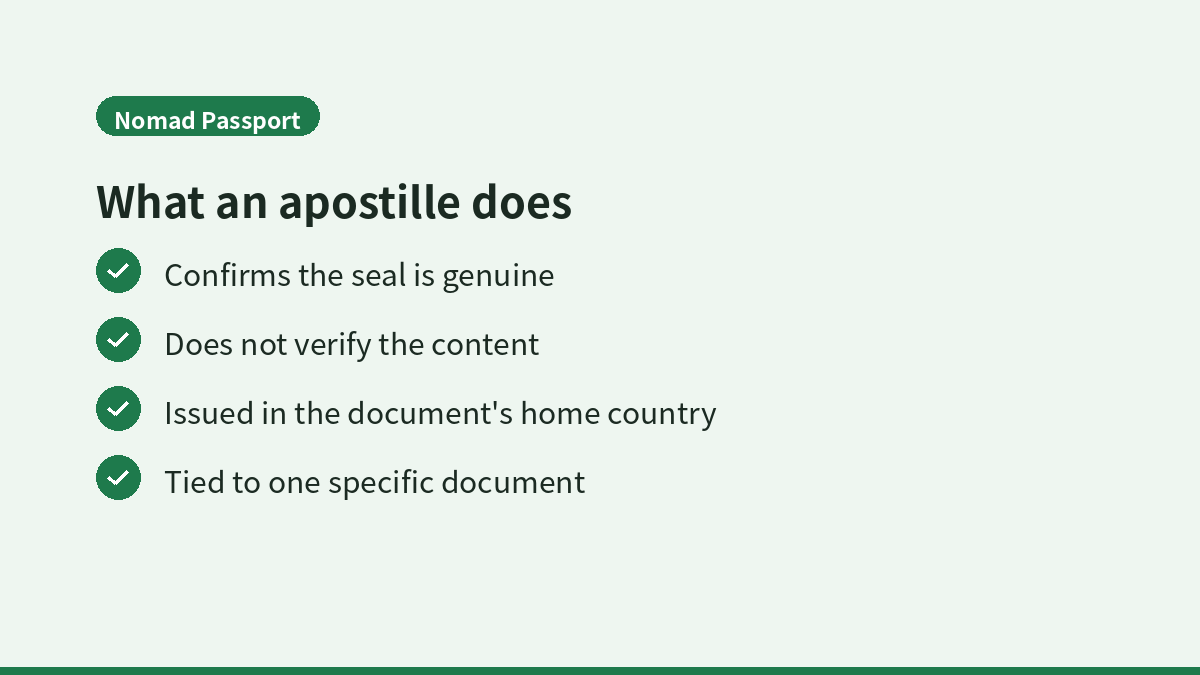 Nomad Passport
What an apostille does
Confirms the seal is genuine
Does not verify the content
Issued in the document's home country
Tied to one specific document